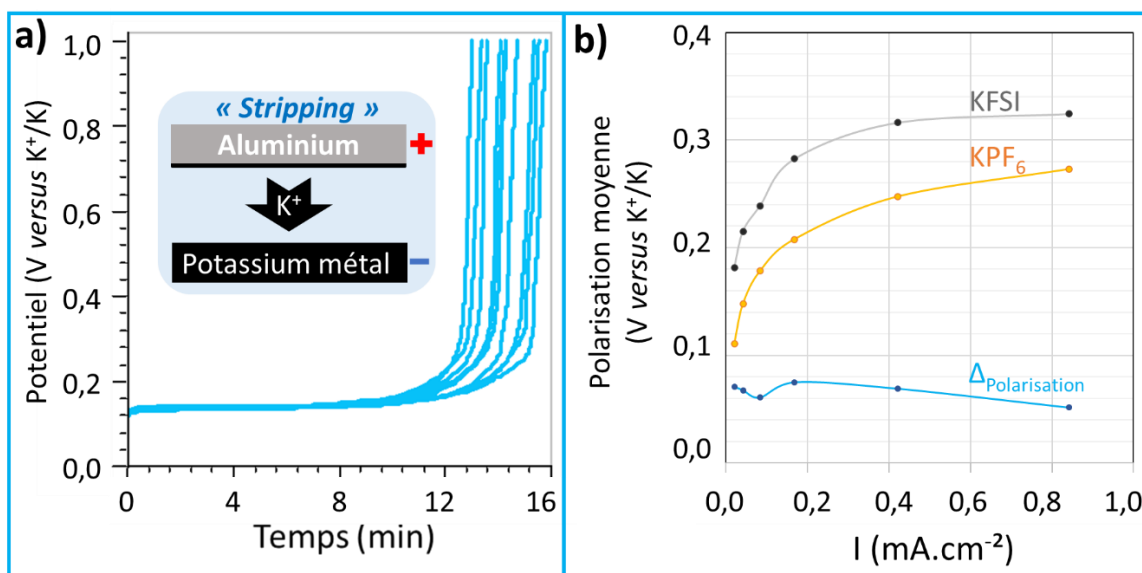 a)
Potentiel (V versus K⁺/K)
1,0
0,8
0,6
0,4
0,2
0,0
« Stripping »
Aluminium
+
K⁺
Potassium métal
−
0 4 8 12 16
Temps (min)
b)
Polarisation moyenne
(V versus K⁺/K)
0,4
0,3
0,2
0,1
0,0
KFSI
KPF₆
Δ Polarisation
0,0 0,2 0,4 0,6 0,8 1,0
I (mA.cm⁻²)